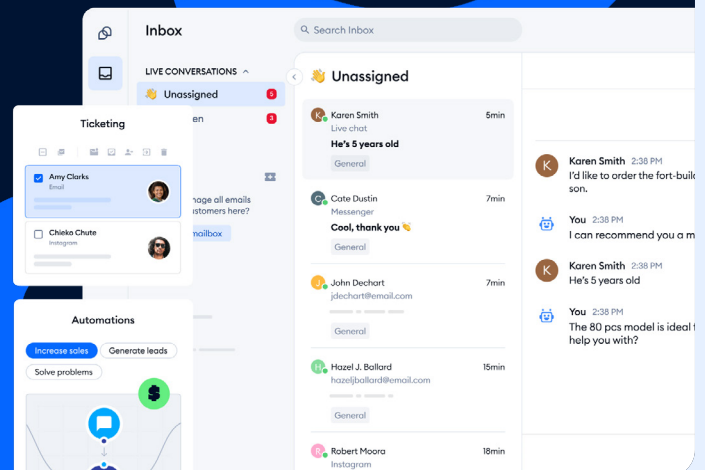 Inbox
Search Inbox
LIVE CONVERSATIONS
👋 Unassigned
5
en
3
nage all emails
ustomers here?
mailbox
Ticketing
Amy Clarks
Email
Chieko Chute
Instagram
Automations
Increase sales
Generate leads
Solve problems
👋 Unassigned
K
Karen Smith
5min
Live chat
He's 5 years old
General
C
Cate Dustin
7min
Messenger
Cool, thank you 👏
General
J
John Dechart
7min
jdechart@email.com
General
H
Hazel J. Ballard
15min
hazeljballard@email.com
General
R
Robert Moora
18min
Instagram
K
Karen Smith 2:38 PM
I'd like to order the fort-build
son.
You 2:38 PM
I can recommend you a m
K
Karen Smith 2:38 PM
He's 5 years old
You 2:38 PM
The 80 pcs model is ideal f
help you with?